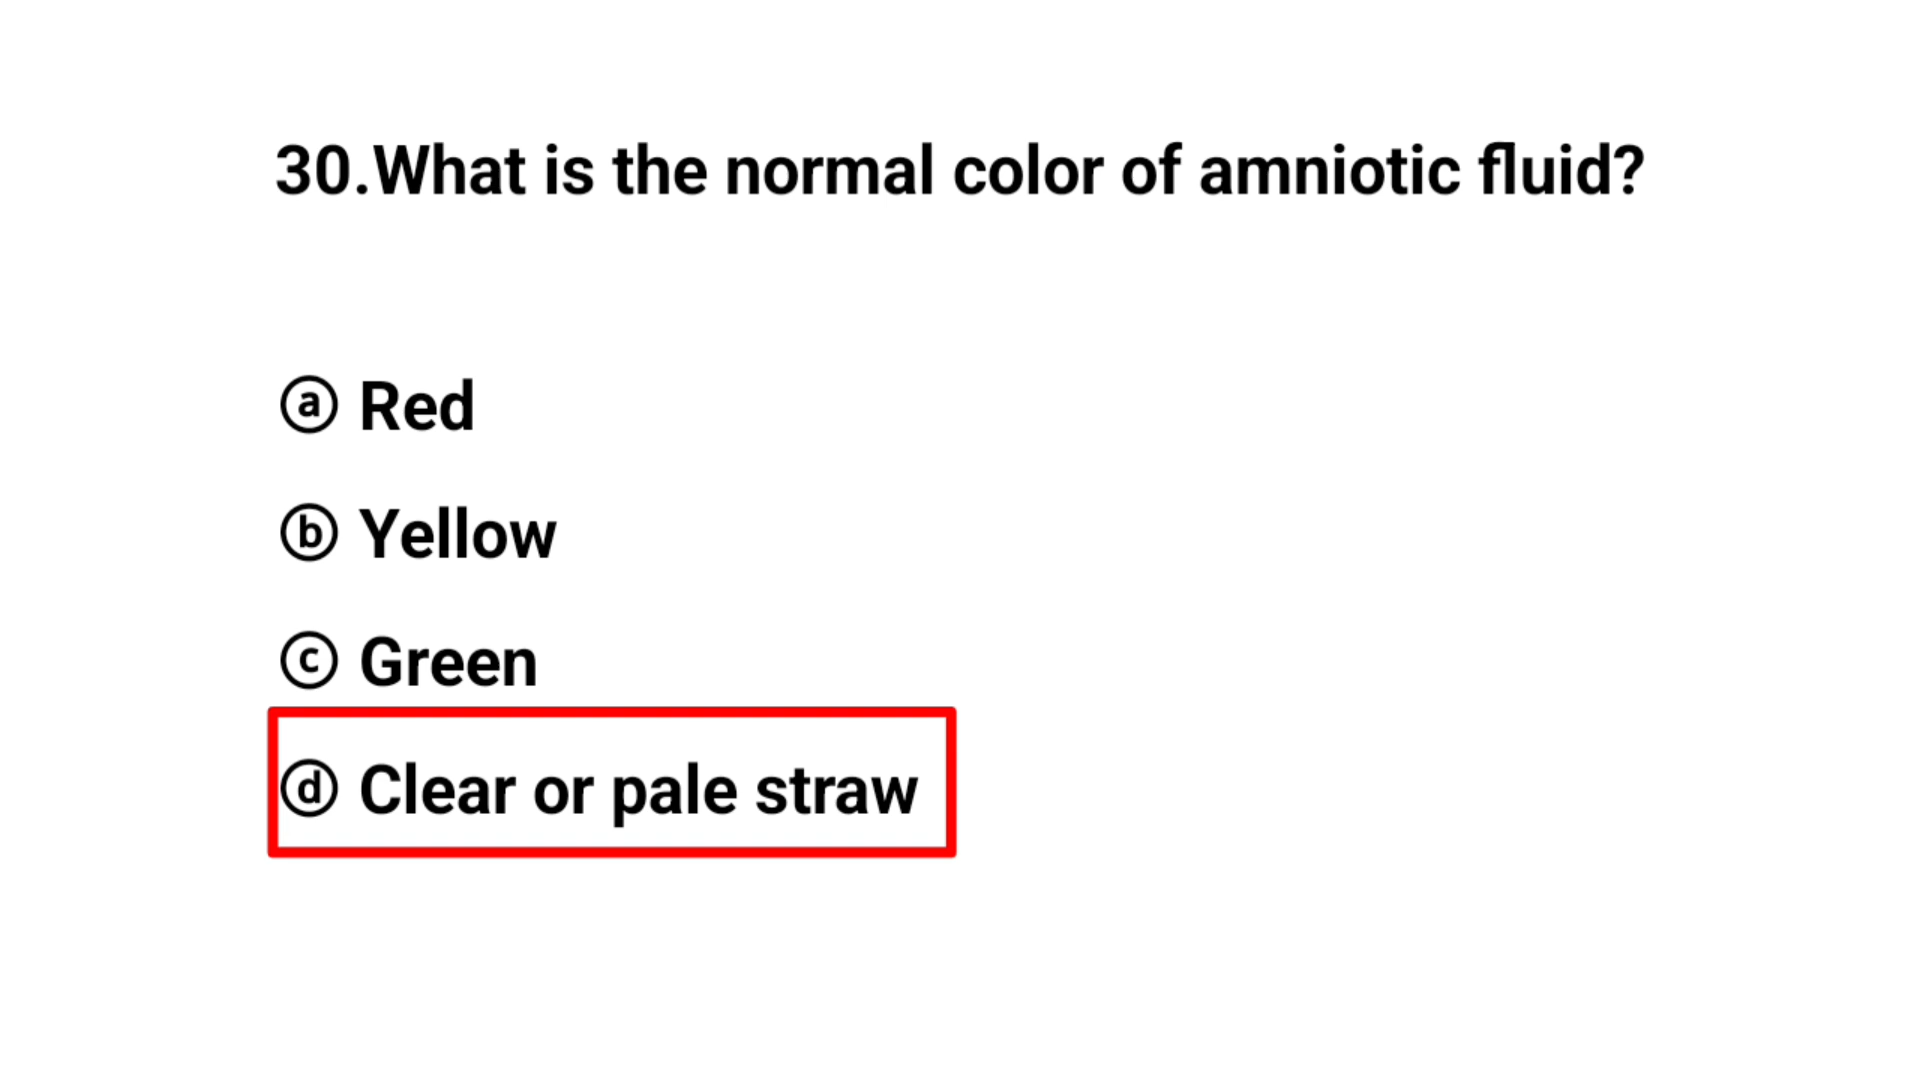 30.What is the normal color of amniotic fluid?
ⓐ Red
ⓑ Yellow
ⓒ Green
ⓓ Clear or pale straw